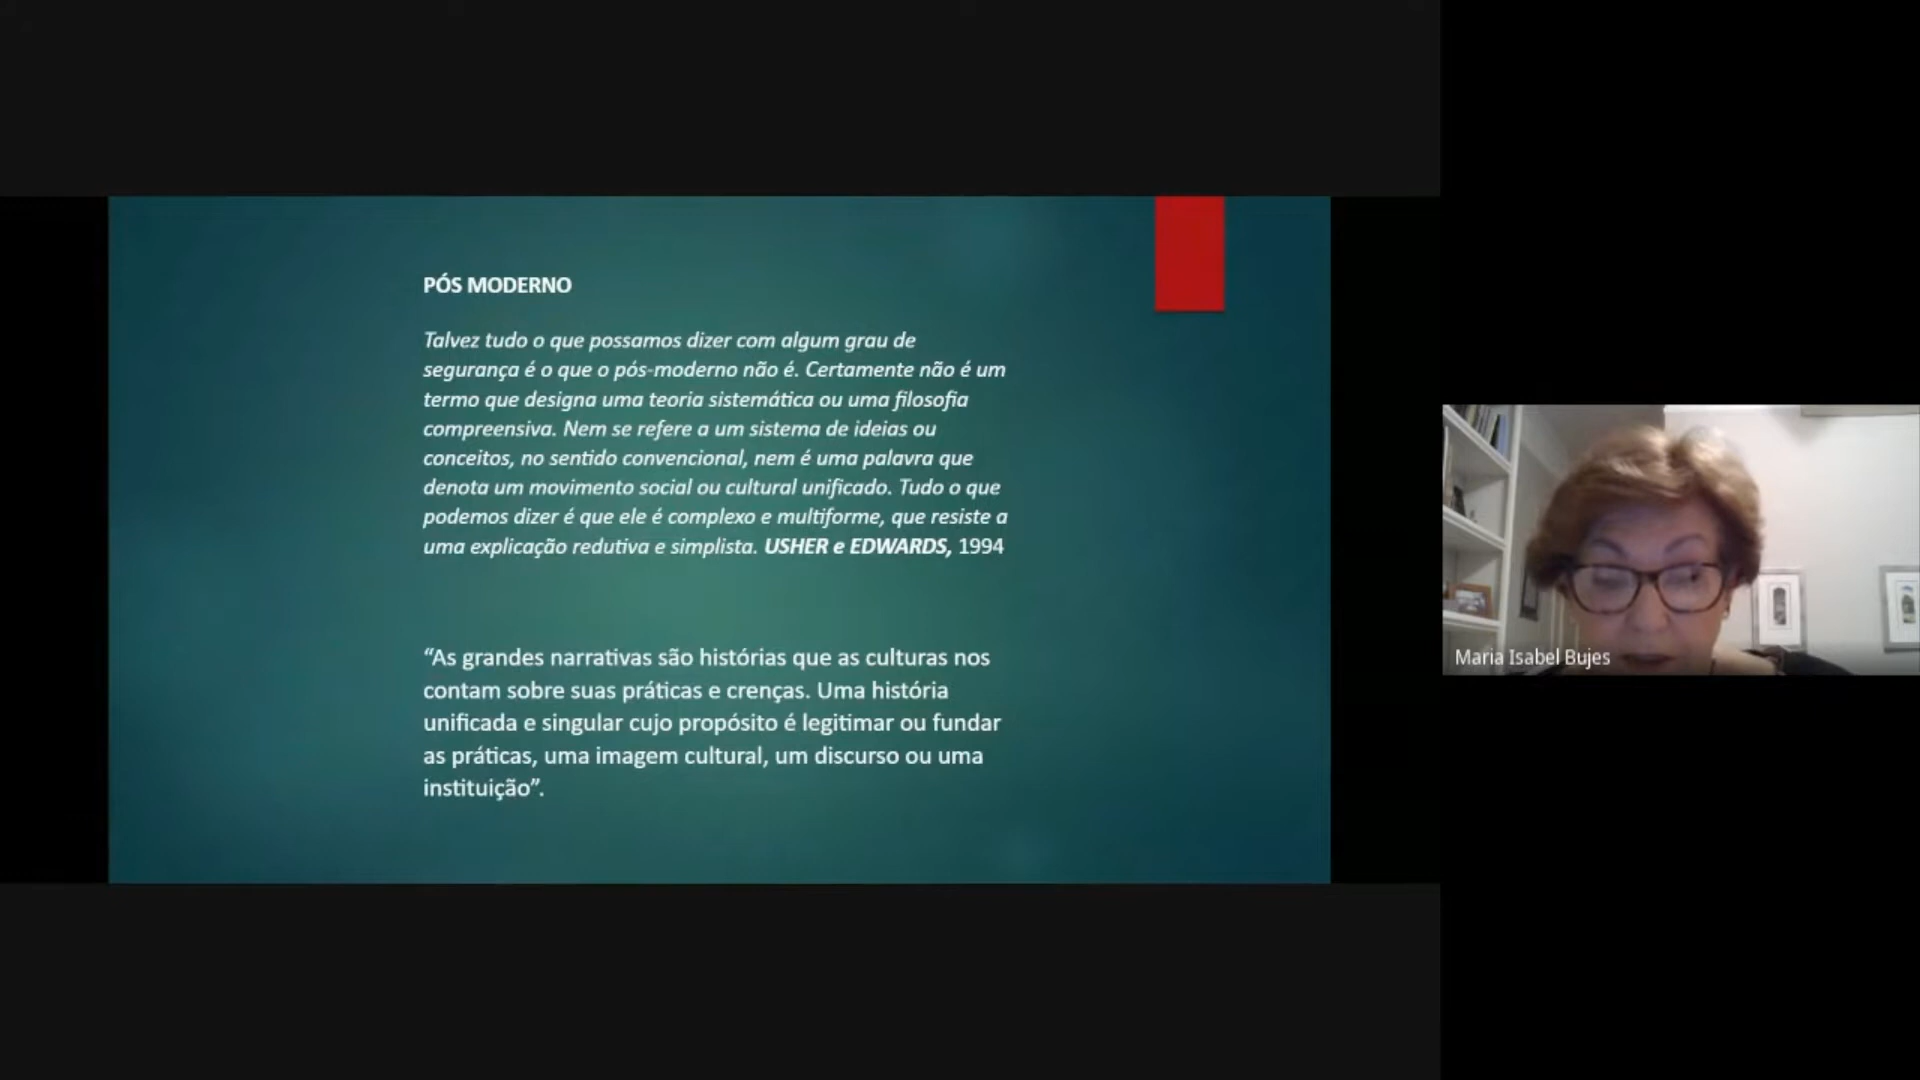 PÓS MODERNO
Talvez tudo o que possamos dizer com algum grau de
segurança é o que o pós-moderno não é. Certamente não é um
termo que designa uma teoria sistemática ou uma filosofia
compreensiva. Nem se refere a um sistema de ideias ou
conceitos, no sentido convencional, nem é uma palavra que
denota um movimento social ou cultural unificado. Tudo o que
podemos dizer é que ele é complexo e multiforme, que resiste a
uma explicação redutiva e simplista. USHER e EDWARDS, 1994
“As grandes narrativas são histórias que as culturas nos
contam sobre suas práticas e crenças. Uma história
unificada e singular cujo propósito é legitimar ou fundar
as práticas, uma imagem cultural, um discurso ou uma
instituição”.
Maria Isabel Bujes